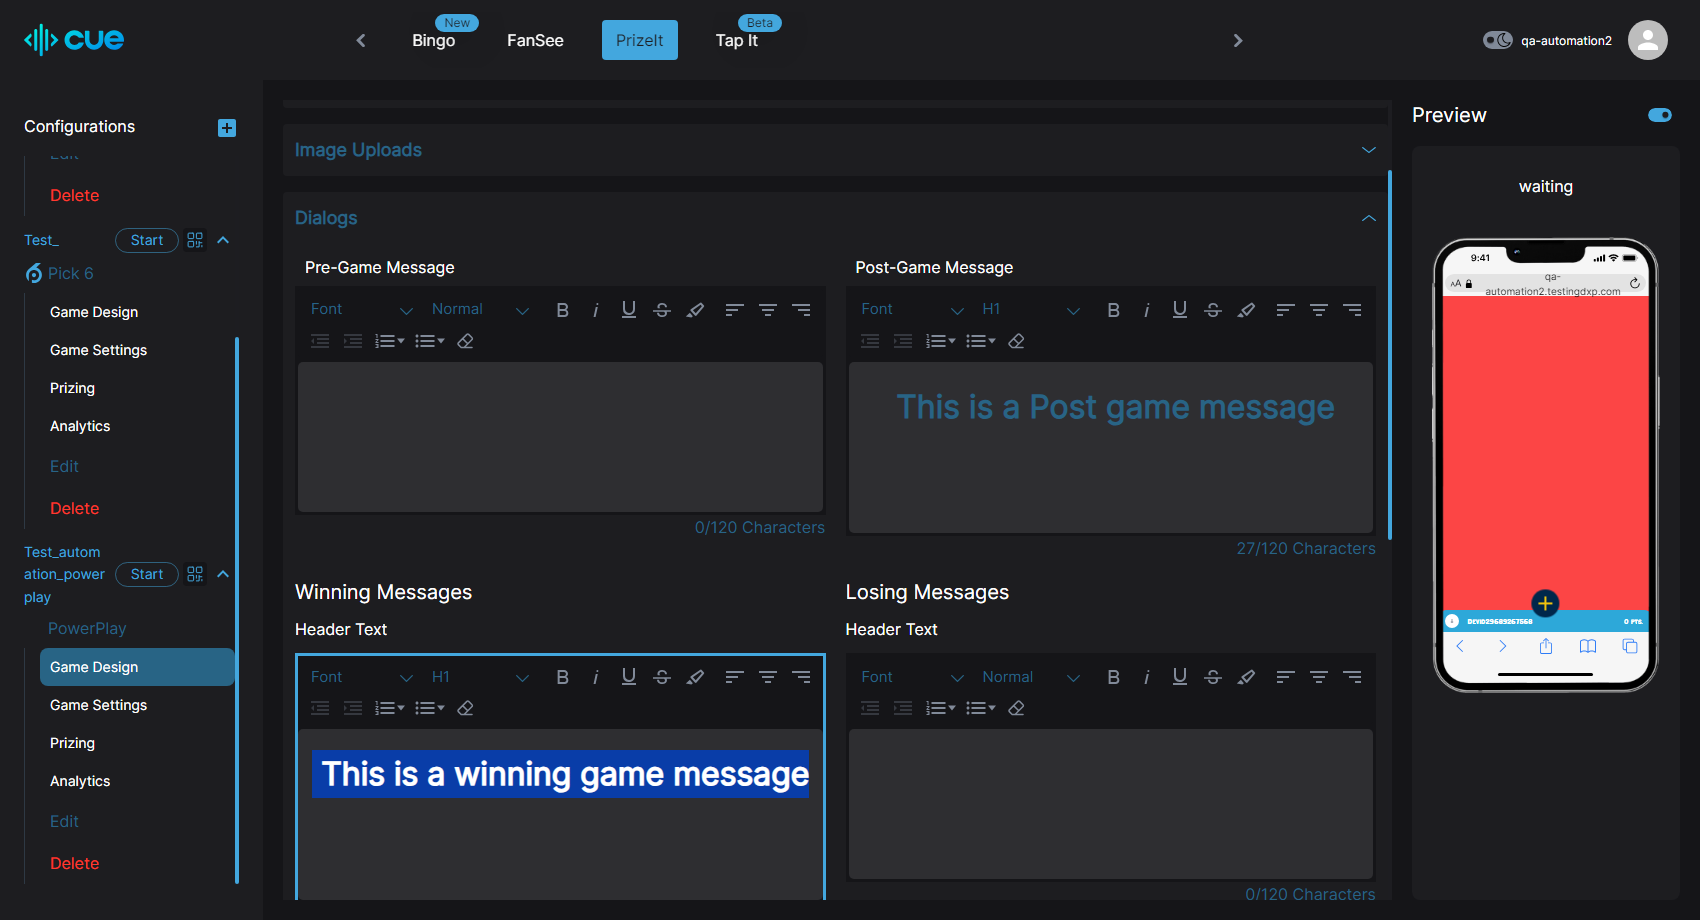 cue
New
Bingo
FanSee
PrizeIt
Beta
Tap It
qa-automation2
Configurations
Edit
Delete
Test_
Start
Pick 6
Game Design
Game Settings
Prizing
Analytics
Edit
Delete
Test_autom
ation_power
play
Start
PowerPlay
Game Design
Game Settings
Prizing
Analytics
Edit
Delete
Image Uploads
Dialogs
Pre-Game Message
Font Normal
0/120 Characters
Post-Game Message
Font H1
This is a Post game message
27/120 Characters
Winning Messages
Header Text
Font H1
This is a winning game message
Losing Messages
Header Text
Font Normal
0/120 Characters
Preview
waiting
9:41
AA
qa-
automation2.testingdxp.com
0 PTS.